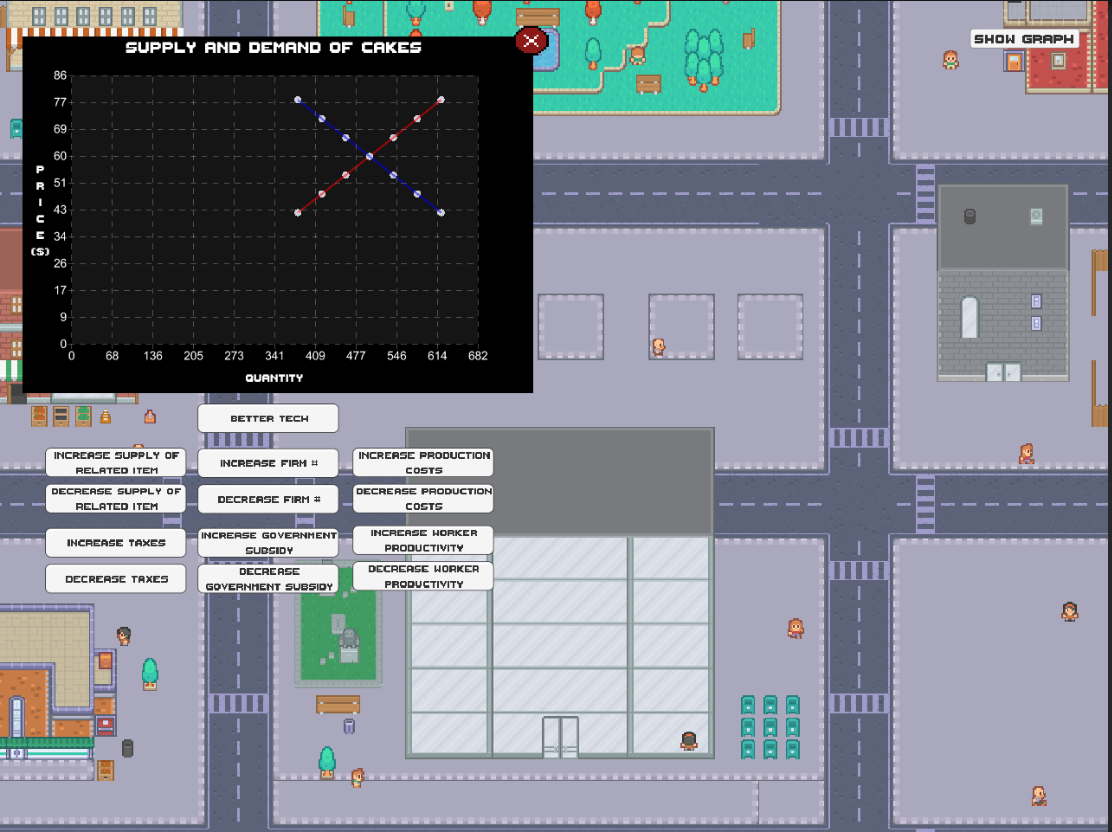 SUPPLY AND DEMAND OF CAKES
SHOW GRAPH
86
77
69
60
51
43
34
26
17
9
0
PRICE
($)
0 68 136 205 273 341 409 477 546 614 682
QUANTITY
BETTER TECH
INCREASE SUPPLY OF
RELATED ITEM
INCREASE FIRM #
INCREASE PRODUCTION
COSTS
DECREASE SUPPLY OF
RELATED ITEM
DECREASE FIRM #
DECREASE PRODUCTION
COSTS
INCREASE TAXES
INCREASE GOVERNMENT
SUBSIDY
INCREASE WORKER
PRODUCTIVITY
DECREASE TAXES
DECREASE
GOVERNMENT SUBSIDY
DECREASE WORKER
PRODUCTIVITY